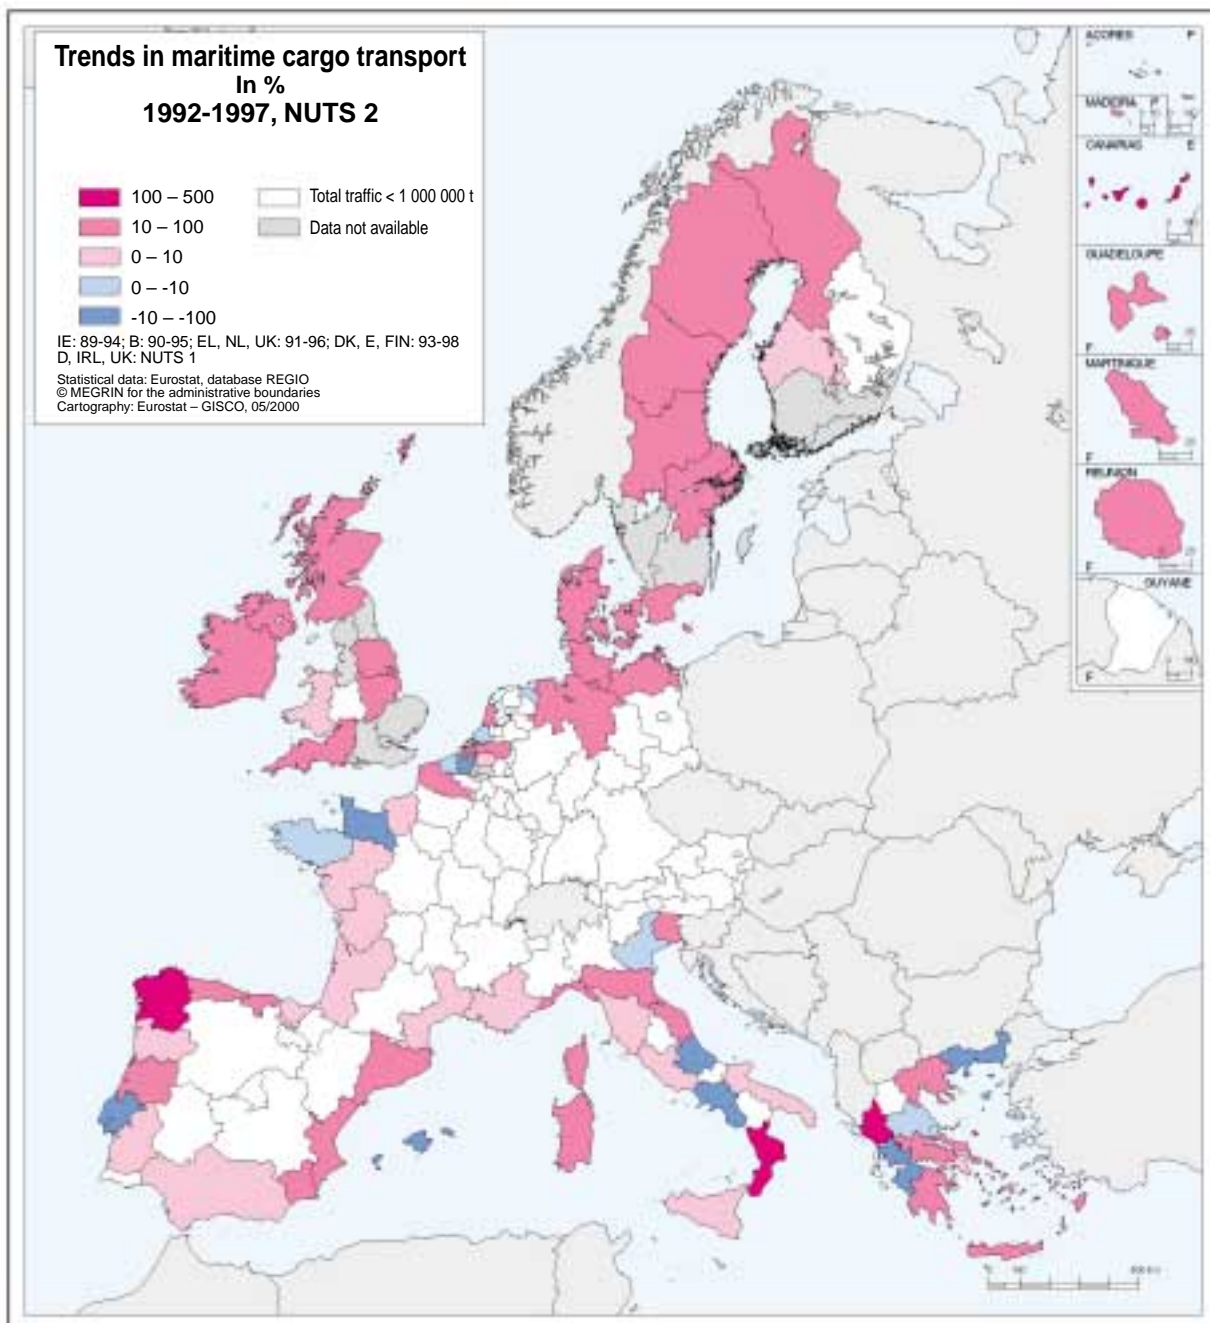 Trends in maritime cargo transport
In %
1992-1997, NUTS 2
100 – 500
10 – 100
0 – 10
0 – -10
-10 – -100
Total traffic < 1 000 000 t
Data not available
IE: 89-94; B: 90-95; EL, NL, UK: 91-96; DK, E, FIN: 93-98
D, IRL, UK: NUTS 1
Statistical data: Eurostat, database REGIO
© MEGRIN for the administrative boundaries
Cartography: Eurostat – GISCO, 05/2000
ACORES P
MADEIRA P
CANARIAS E
GUADELOUPE
F
MARTINIQUE
F
REUNION
F
GUYANE
F